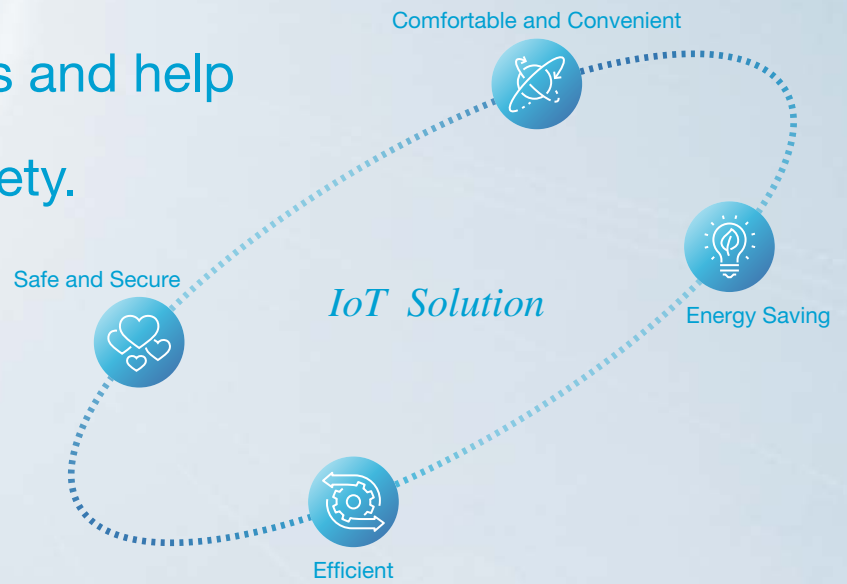 Comfortable and Convenient
s and help
ety.
Safe and Secure
IoT Solution
Energy Saving
Efficient